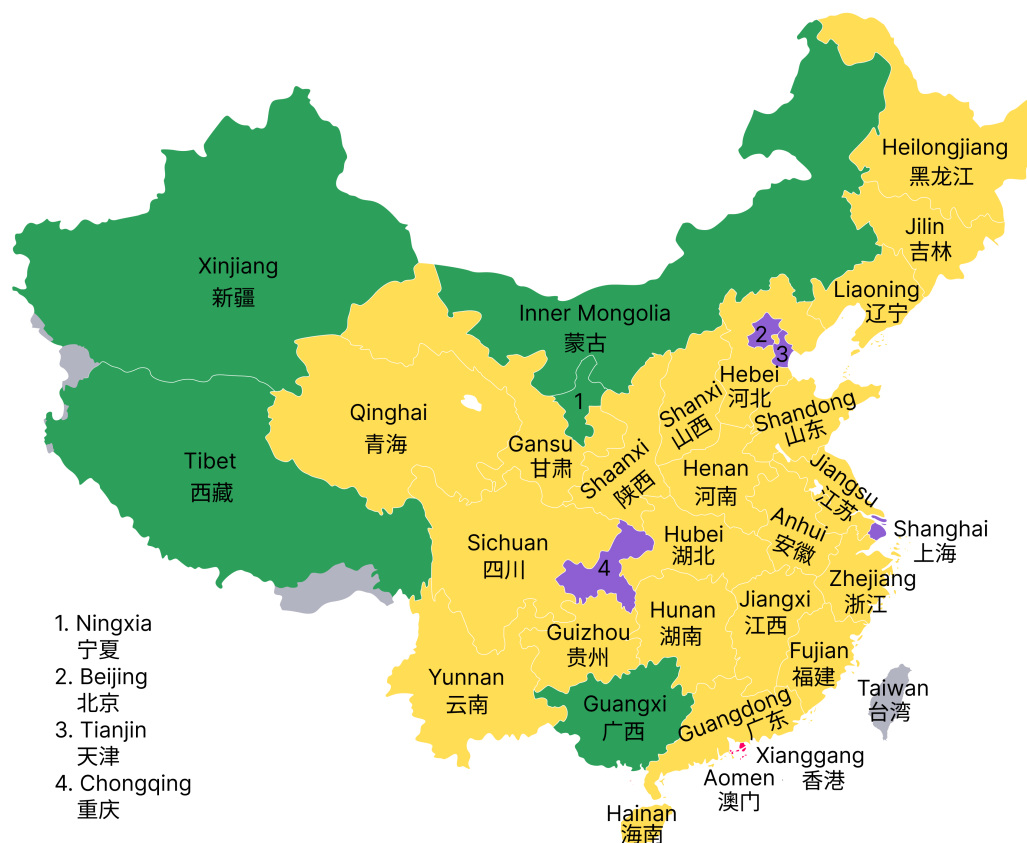 Heilongjiang
黑龙江
Jilin
吉林
Liaoning
辽宁
Xinjiang
新疆
Inner Mongolia
蒙古
2
3
1
Hebei
河北
Shanxi
山西
Shandong
山东
Qinghai
青海
Gansu
甘肃
Shaanxi
陕西
Henan
河南
Jiangsu
江苏
Tibet
西藏
Sichuan
四川
4
Hubei
湖北
Anhui
安徽
Shanghai
上海
Zhejiang
浙江
Hunan
湖南
Jiangxi
江西
Guizhou
贵州
Fujian
福建
Yunnan
云南
Guangxi
广西
Guangdong
广东
Taiwan
台湾
Xianggang
香港
Aomen
澳门
Hainan
海南
1. Ningxia
宁夏
2. Beijing
北京
3. Tianjin
天津
4. Chongqing
重庆